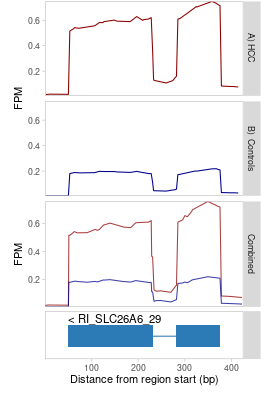 0.6
0.4
0.2
FPM
A) HCC
0.6
0.4
0.2
B) Controls
0.6
0.4
0.2
FPM
Combined
< RI_SLC26A6_29
100 200 300 400
Distance from region start (bp)